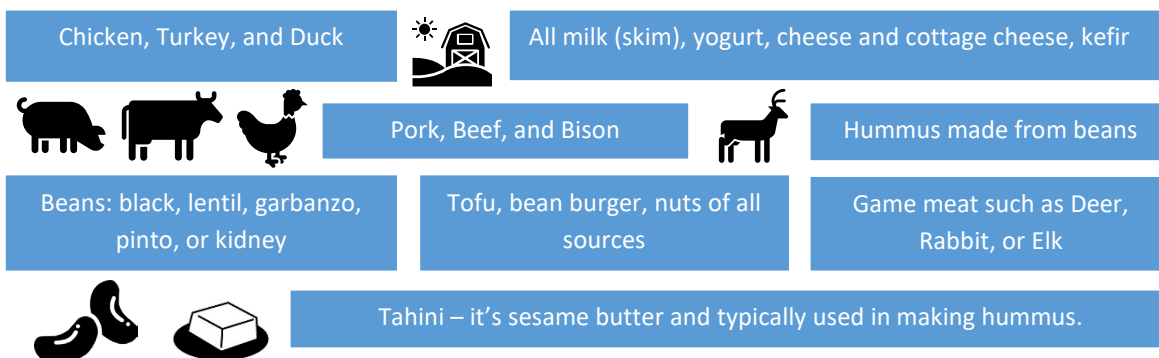 Chicken, Turkey, and Duck
All milk (skim), yogurt, cheese and cottage cheese, kefir
Pork, Beef, and Bison
Hummus made from beans
Beans: black, lentil, garbanzo,
pinto, or kidney
Tofu, bean burger, nuts of all
sources
Game meat such as Deer,
Rabbit, or Elk
Tahini – it’s sesame butter and typically used in making hummus.